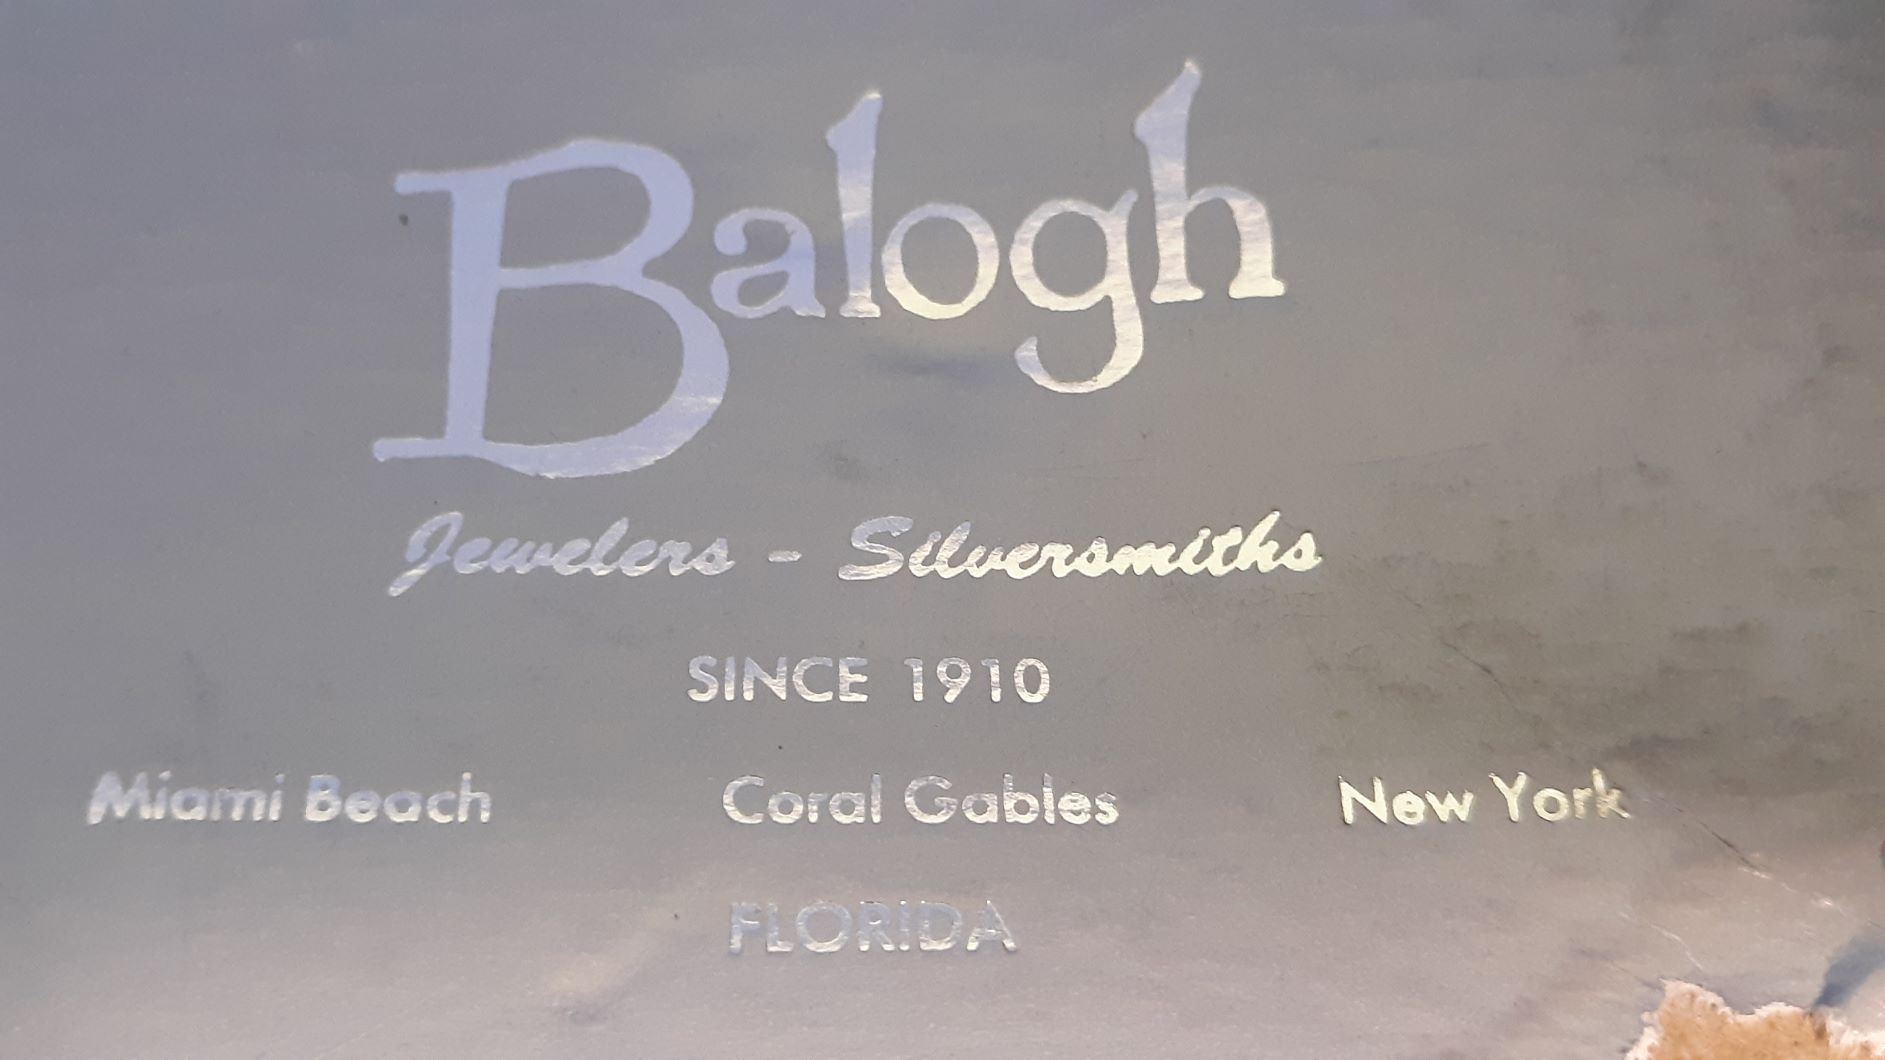 Balogh
Jewelers - Silversmiths
SINCE 1910
Miami Beach Coral Gables New York
FLORIDA